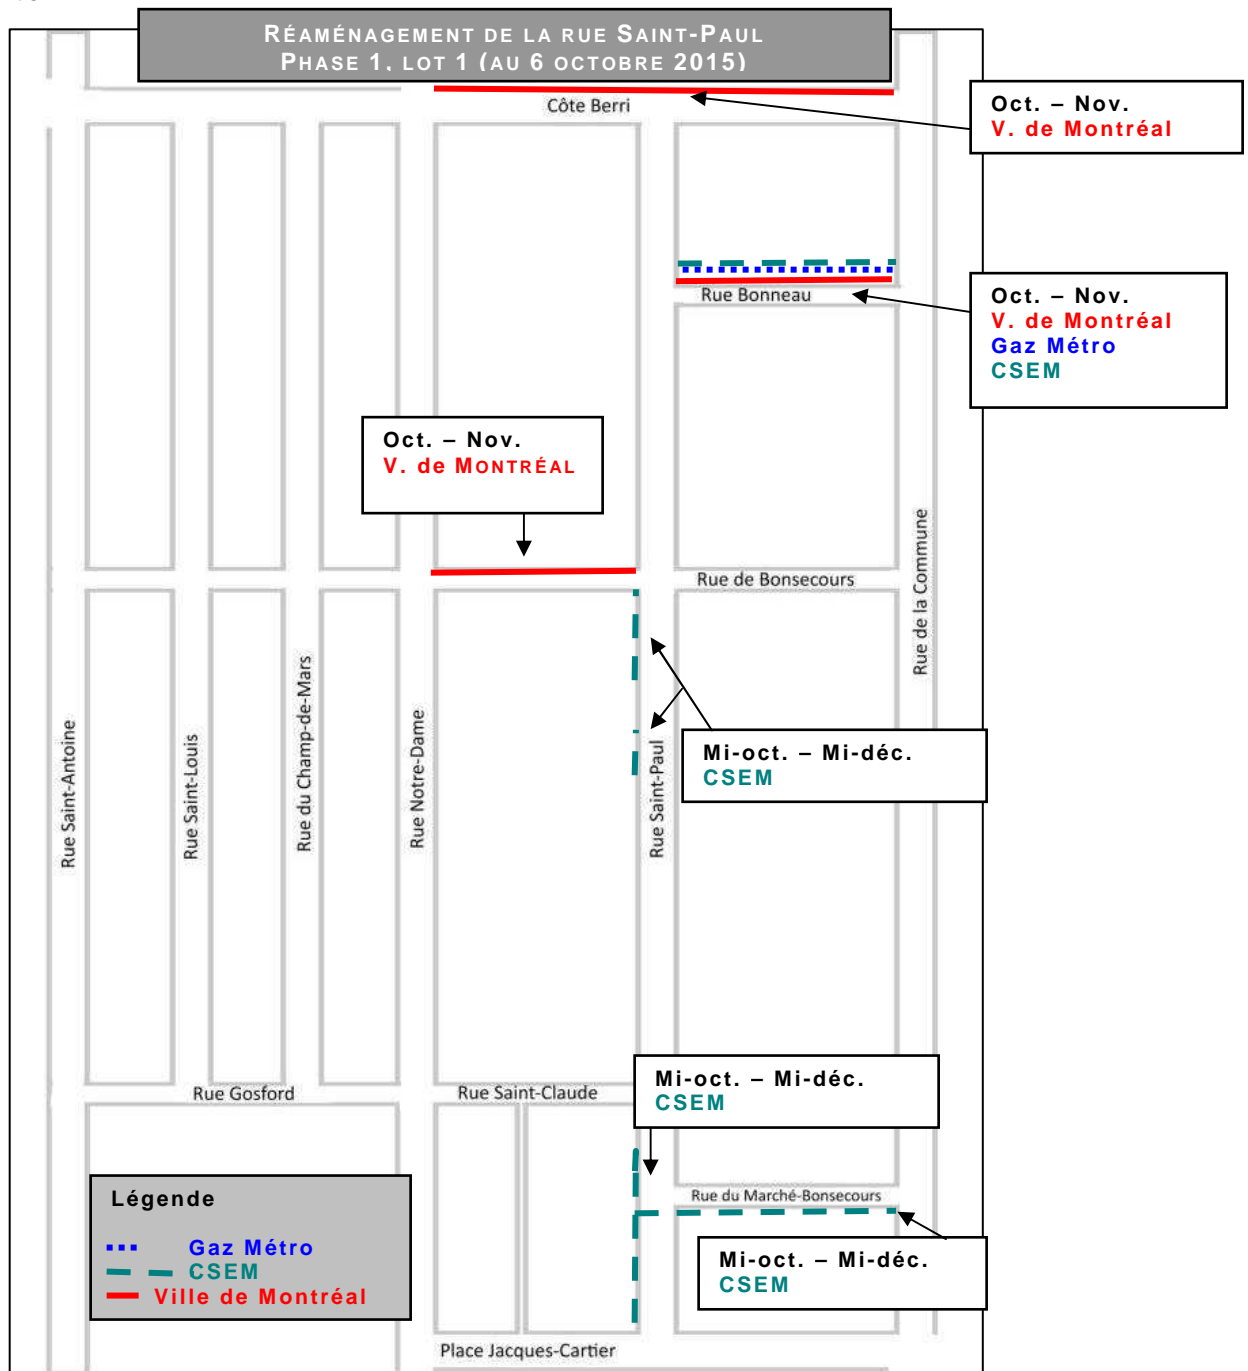 RÉAMÉNAGEMENT DE LA RUE SAINT-PAUL
PHASE 1, LOT 1 (AU 6 OCTOBRE 2015)
Côte Berri
Oct. – Nov.
V. de Montréal
Rue Bonneau
Oct. – Nov.
V. de Montréal
Gaz Métro
CSEM
Oct. – Nov.
V. de MONTRÉAL
Rue de Bonsecours
Rue de la Commune
Rue Saint-Antoine
Rue Saint-Louis
Rue du Champ-de-Mars
Rue Notre-Dame
Rue Saint-Paul
Mi-oct. – Mi-déc.
CSEM
Rue Gosford
Rue Saint-Claude
Mi-oct. – Mi-déc.
CSEM
Rue du Marché-Bonsecours
Mi-oct. – Mi-déc.
CSEM
Légende
Gaz Métro
CSEM
Ville de Montréal
Place Jacques-Cartier